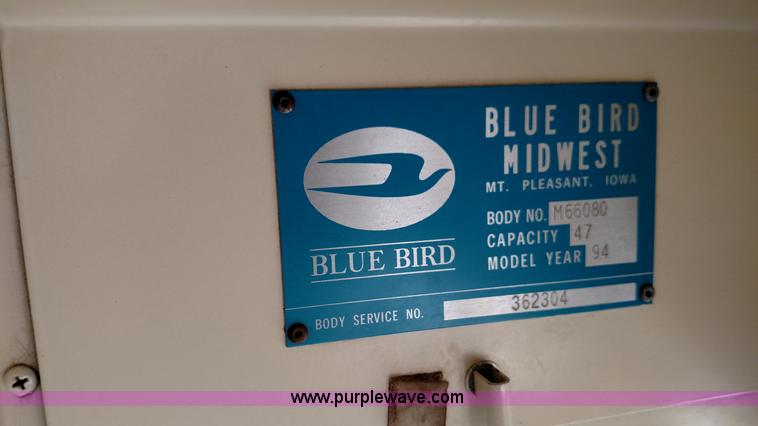 BLUE BIRD
MIDWEST
MT. PLEASANT, IOWA
BODY NO. M66080
CAPACITY 47
MODEL YEAR 94
BLUE BIRD
BODY SERVICE NO. 362304
www.purplewave.com